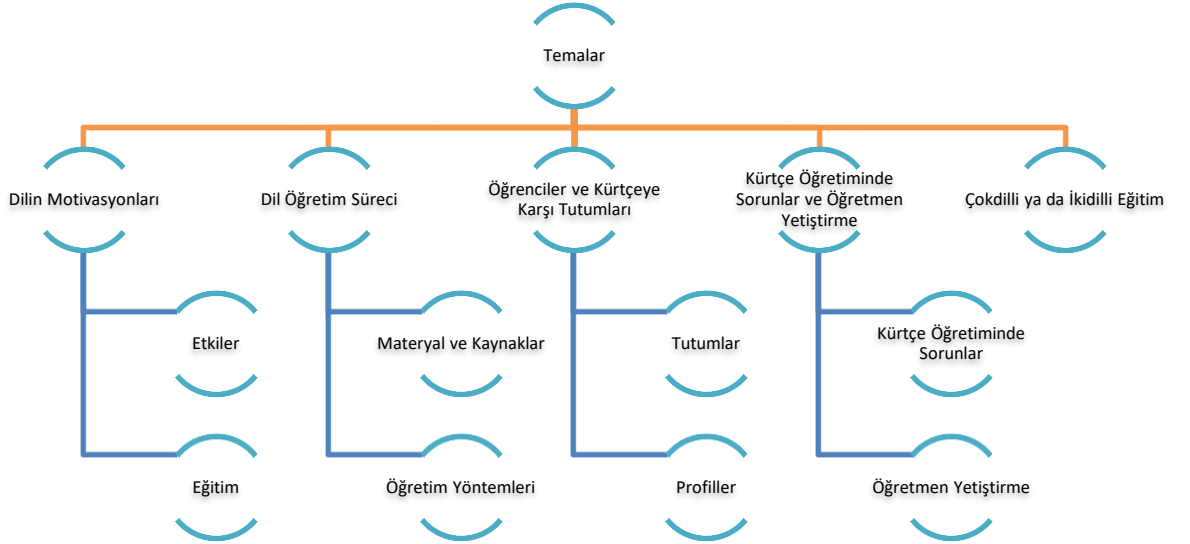 Temalar
Dilin Motivasyonları
Dil Öğretim Süreci
Öğrenciler ve Kürtçeye
Karşı Tutumları
Kürtçe Öğretiminde
Sorunlar ve Öğretmen
Yetiştirme
Çokdilli ya da İkidilli Eğitim
Etkiler
Materyal ve Kaynaklar
Tutumlar
Kürtçe Öğretiminde
Sorunlar
Eğitim
Öğretim Yöntemleri
Profiller
Öğretmen Yetiştirme